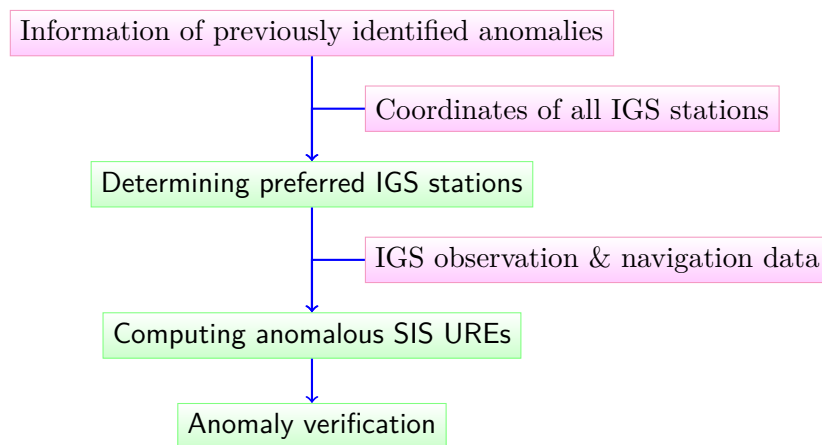 Information of previously identified anomalies
Coordinates of all IGS stations
Determining preferred IGS stations
IGS observation & navigation data
Computing anomalous SIS UREs
Anomaly verification